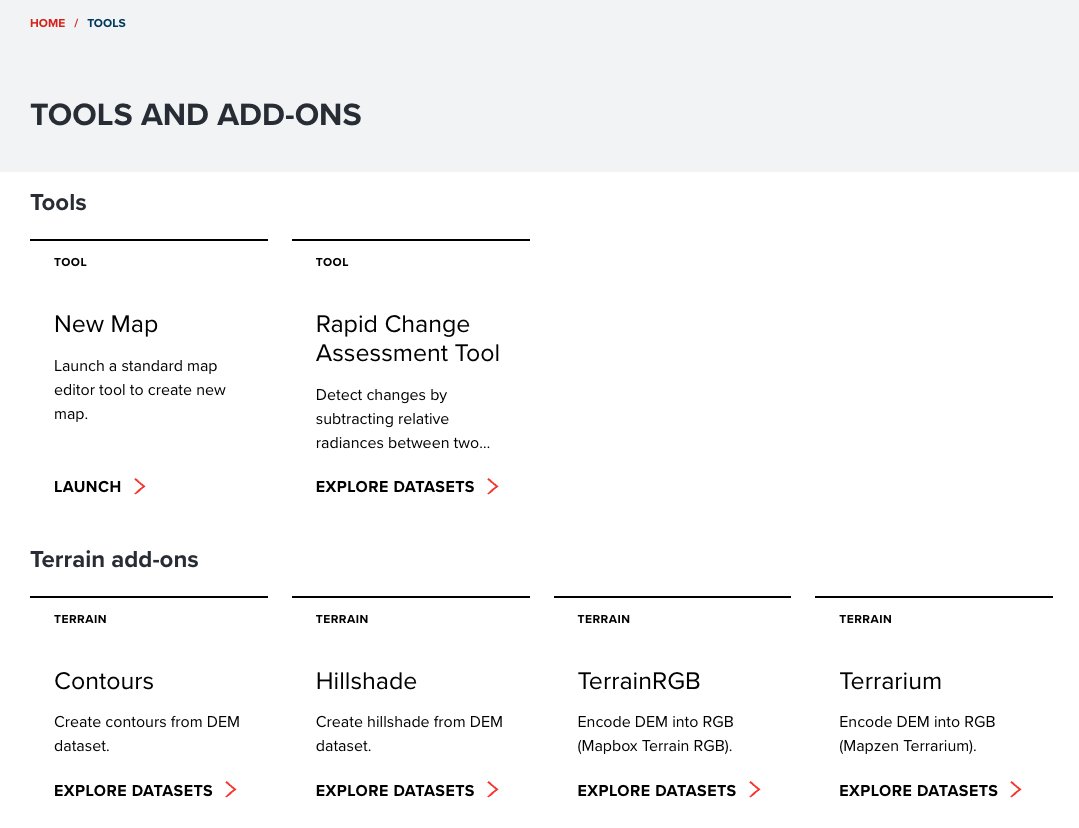 HOME / TOOLS
TOOLS AND ADD-ONS
Tools
TOOL
New Map
Launch a standard map
editor tool to create new
map.
LAUNCH
TOOL
Rapid Change
Assessment Tool
Detect changes by
subtracting relative
radiances between two...
EXPLORE DATASETS
Terrain add-ons
TERRAIN
Contours
Create contours from DEM
dataset.
EXPLORE DATASETS
TERRAIN
Hillshade
Create hillshade from DEM
dataset.
EXPLORE DATASETS
TERRAIN
TerrainRGB
Encode DEM into RGB
(Mapbox Terrain RGB).
EXPLORE DATASETS
TERRAIN
Terrarium
Encode DEM into RGB
(Mapzen Terrarium).
EXPLORE DATASETS